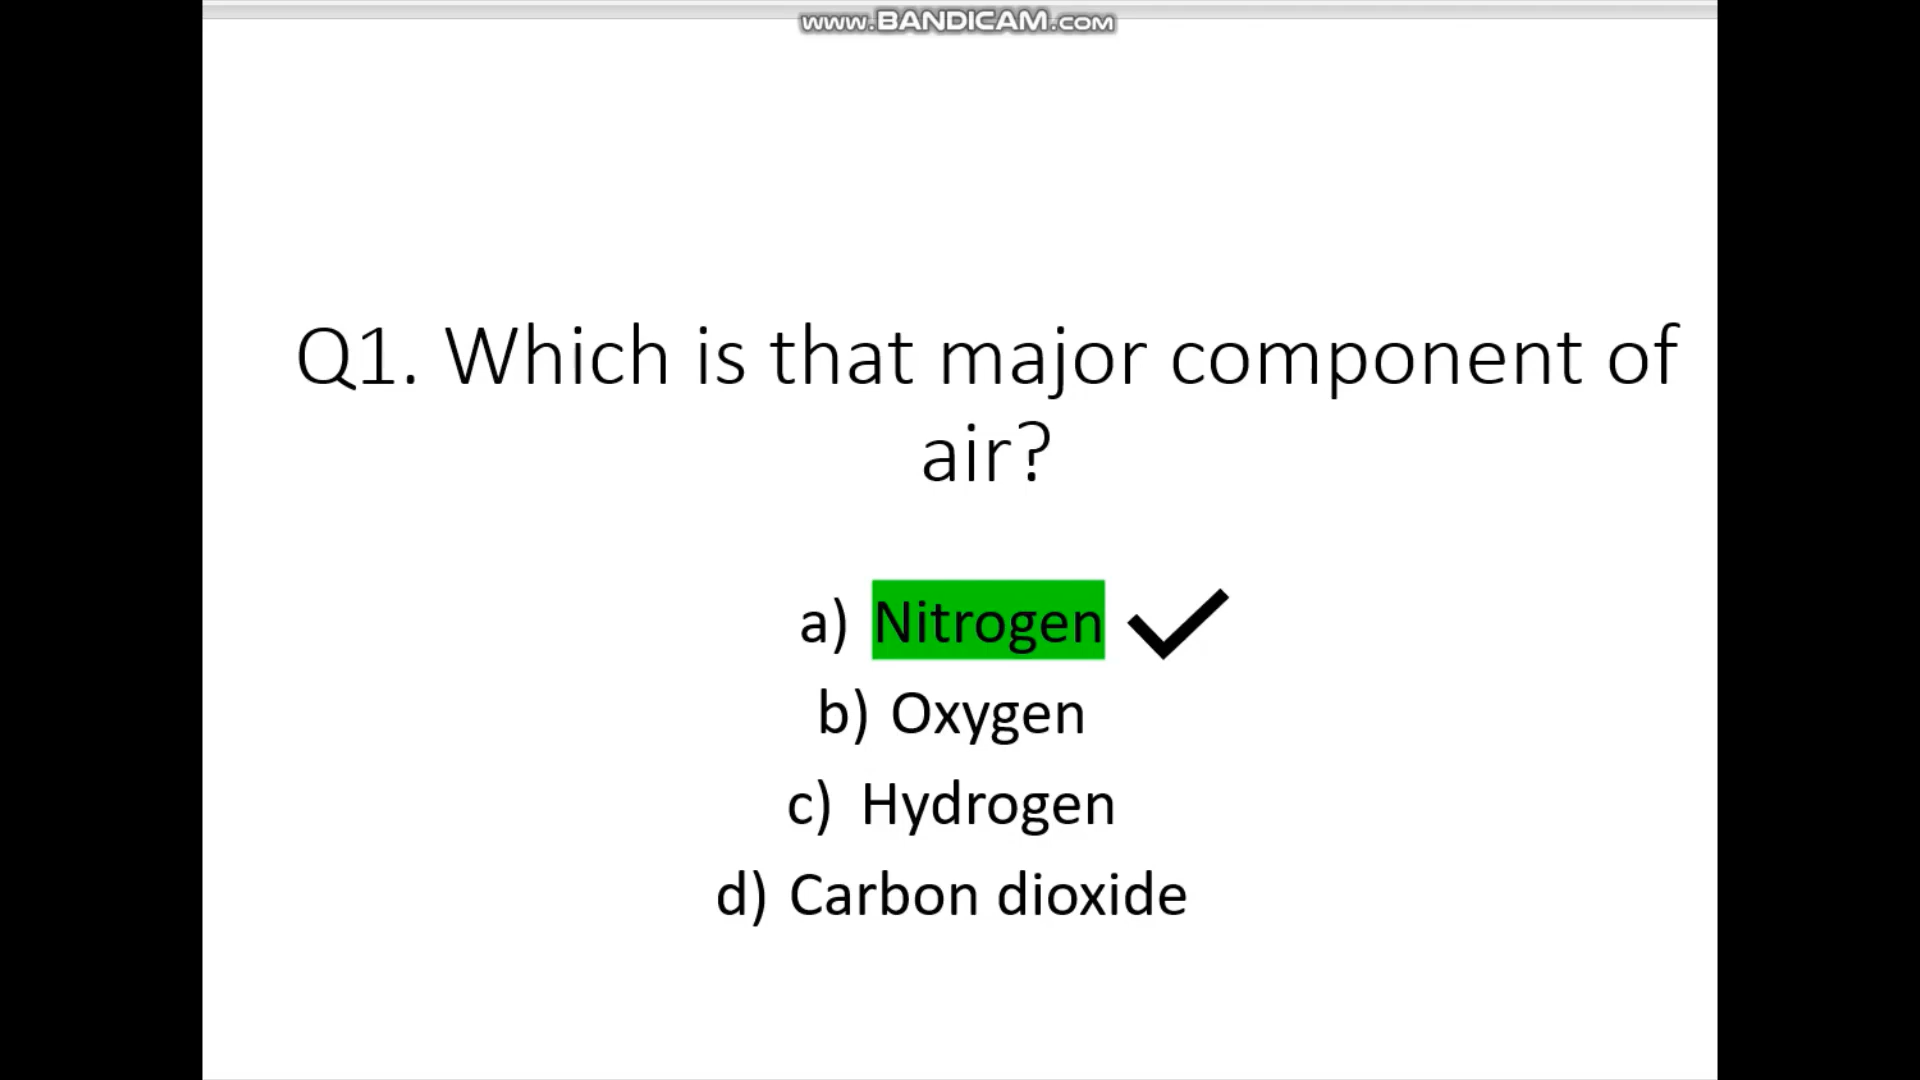 www.BANDICAM.com
Q1. Which is that major component of
air?
a) Nitrogen
b) Oxygen
c) Hydrogen
d) Carbon dioxide